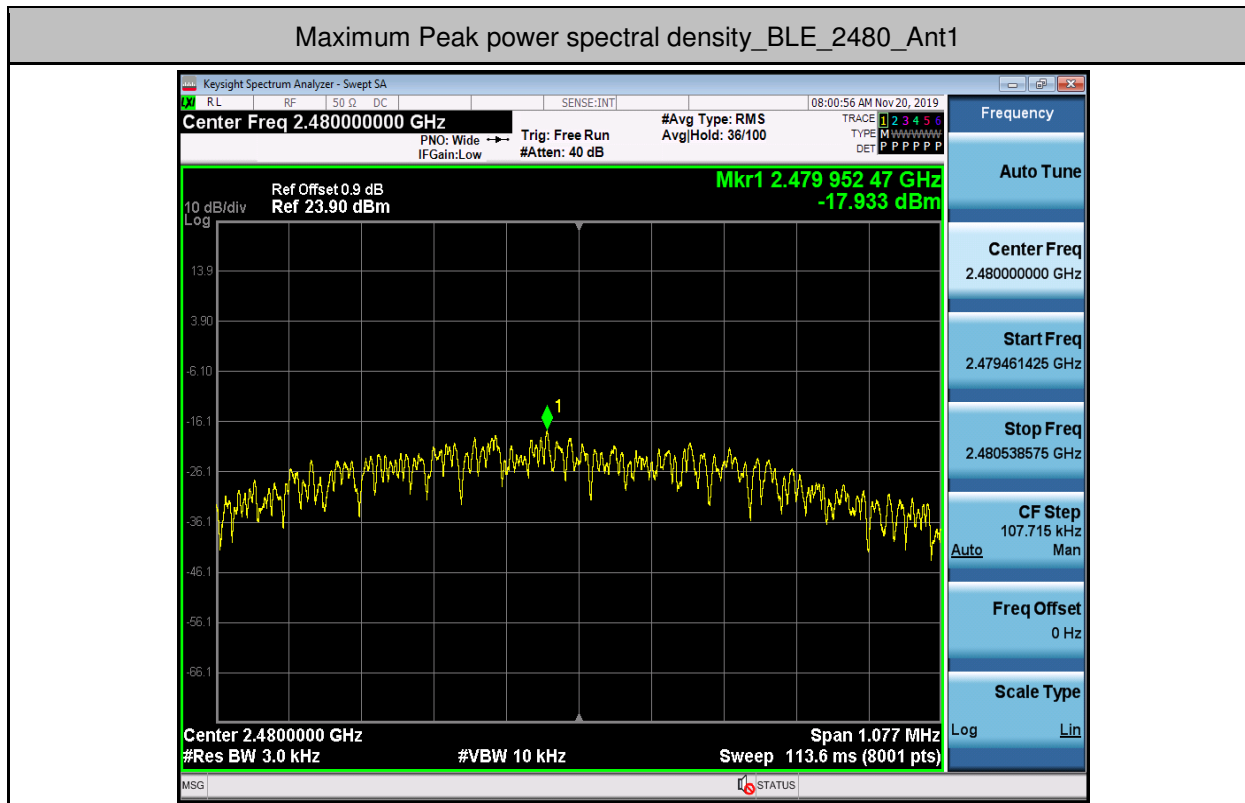 Maximum Peak power spectral density_BLE_2480_Ant1
Keysight Spectrum Analyzer - Swept SA
LXI RL RF 50 Ω DC SENSE:INT 08:00:56 AM Nov 20, 2019
Center Freq 2.480000000 GHz
PNO: Wide
IFGain:Low
Trig: Free Run
#Atten: 40 dB
#Avg Type: RMS
Avg|Hold: 36/100
TRACE 1 2 3 4 5 6
TYPE M WWWWW
DET P P P P P P
Mkr1 2.479 952 47 GHz
-17.933 dBm
Ref Offset 0.9 dB
10 dB/div Ref 23.90 dBm
Log
13.9
3.90
-6.10
-16.1
-26.1
-36.1
-46.1
-56.1
-66.1
1
Center 2.4800000 GHz Span 1.077 MHz
#Res BW 3.0 kHz #VBW 10 kHz Sweep 113.6 ms (8001 pts)
MSG STATUS
Frequency
Auto Tune
Center Freq
2.480000000 GHz
Start Freq
2.479461425 GHz
Stop Freq
2.480538575 GHz
CF Step
107.715 kHz
Auto Man
Freq Offset
0 Hz
Scale Type
Log Lin